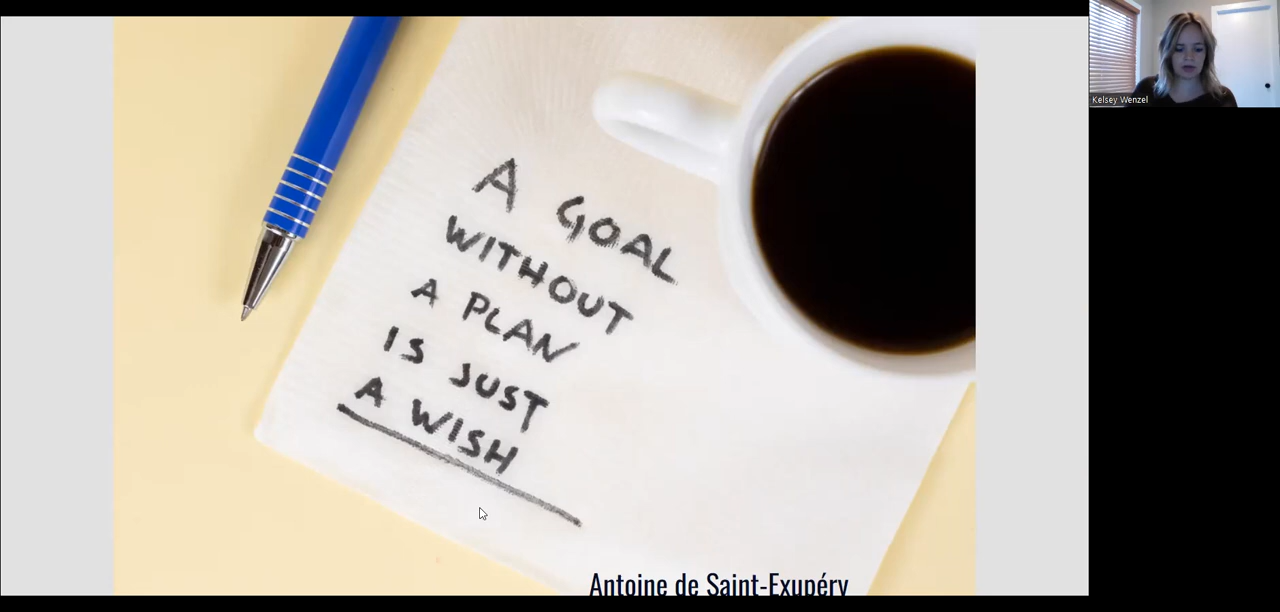 A GOAL
WITHOUT
A PLAN
IS JUST
A WISH
Antoine de Saint-Exupéry
Kelsey Wenzel